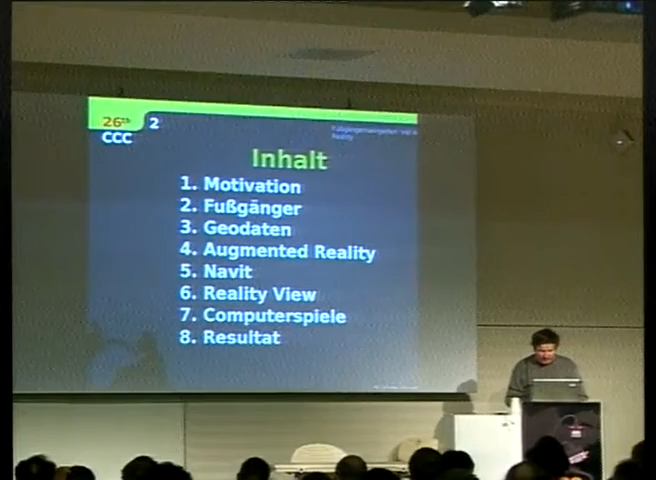 26th
CCC
2
Reality
Inhalt
1. Motivation
2. Fußgänger
3. Geodaten
4. Augmented Reality
5. Navit
6. Reality View
7. Computerspiele
8. Resultat